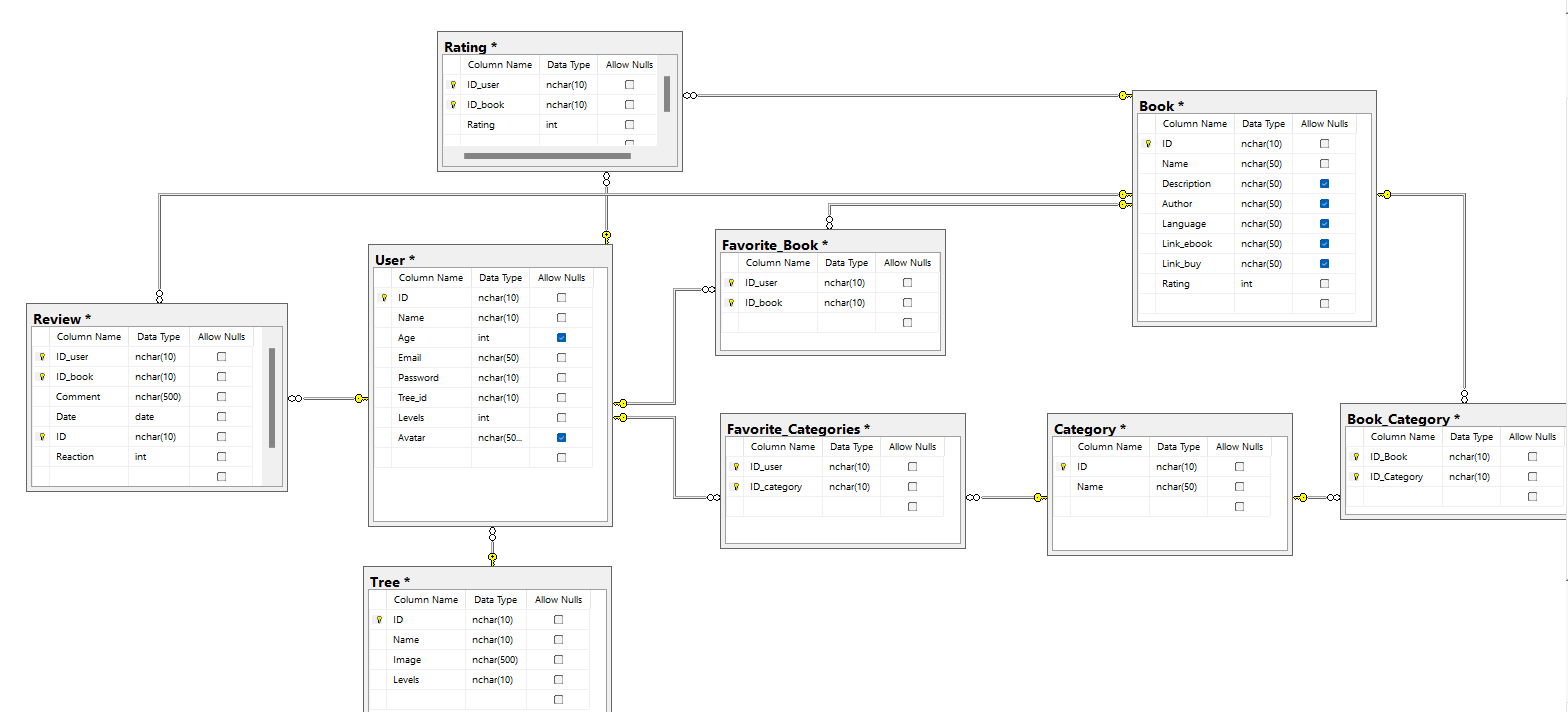 Rating *
Column Name Data Type Allow Nulls
ID_user nchar(10)
ID_book nchar(10)
Rating int
Book *
Column Name Data Type Allow Nulls
ID nchar(10)
Name nchar(50)
Description nchar(50)
Author nchar(50)
Language nchar(50)
Link_ebook nchar(50)
Link_buy nchar(50)
Rating int
Favorite_Book *
Column Name Data Type Allow Nulls
ID_user nchar(10)
ID_book nchar(10)
User *
Column Name Data Type Allow Nulls
ID nchar(10)
Name nchar(10)
Age int
Email nchar(50)
Password nchar(10)
Tree_id nchar(10)
Levels int
Avatar nchar(50...
Review *
Column Name Data Type Allow Nulls
ID_user nchar(10)
ID_book nchar(10)
Comment nchar(500)
Date date
ID nchar(10)
Reaction int
Favorite_Categories *
Column Name Data Type Allow Nulls
ID_user nchar(10)
ID_category nchar(10)
Category *
Column Name Data Type Allow Nulls
ID nchar(10)
Name nchar(50)
Book_Category *
Column Name Data Type Allow Nulls
ID_Book nchar(10)
ID_Category nchar(10)
Tree *
Column Name Data Type Allow Nulls
ID nchar(10)
Name nchar(10)
Image nchar(500)
Levels nchar(10)